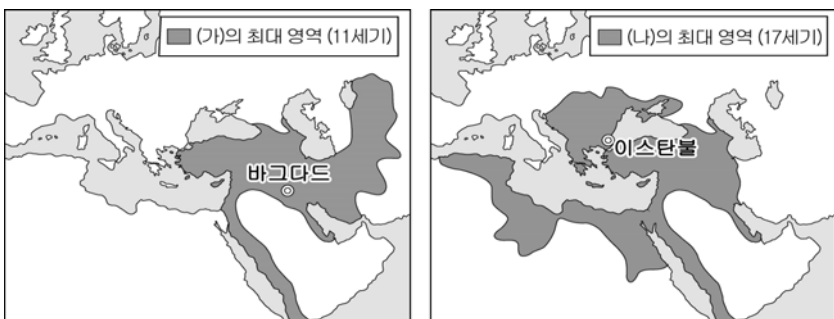 (가)의 최대 영역 (11세기)
바그다드
(나)의 최대 영역 (17세기)
이스탄불